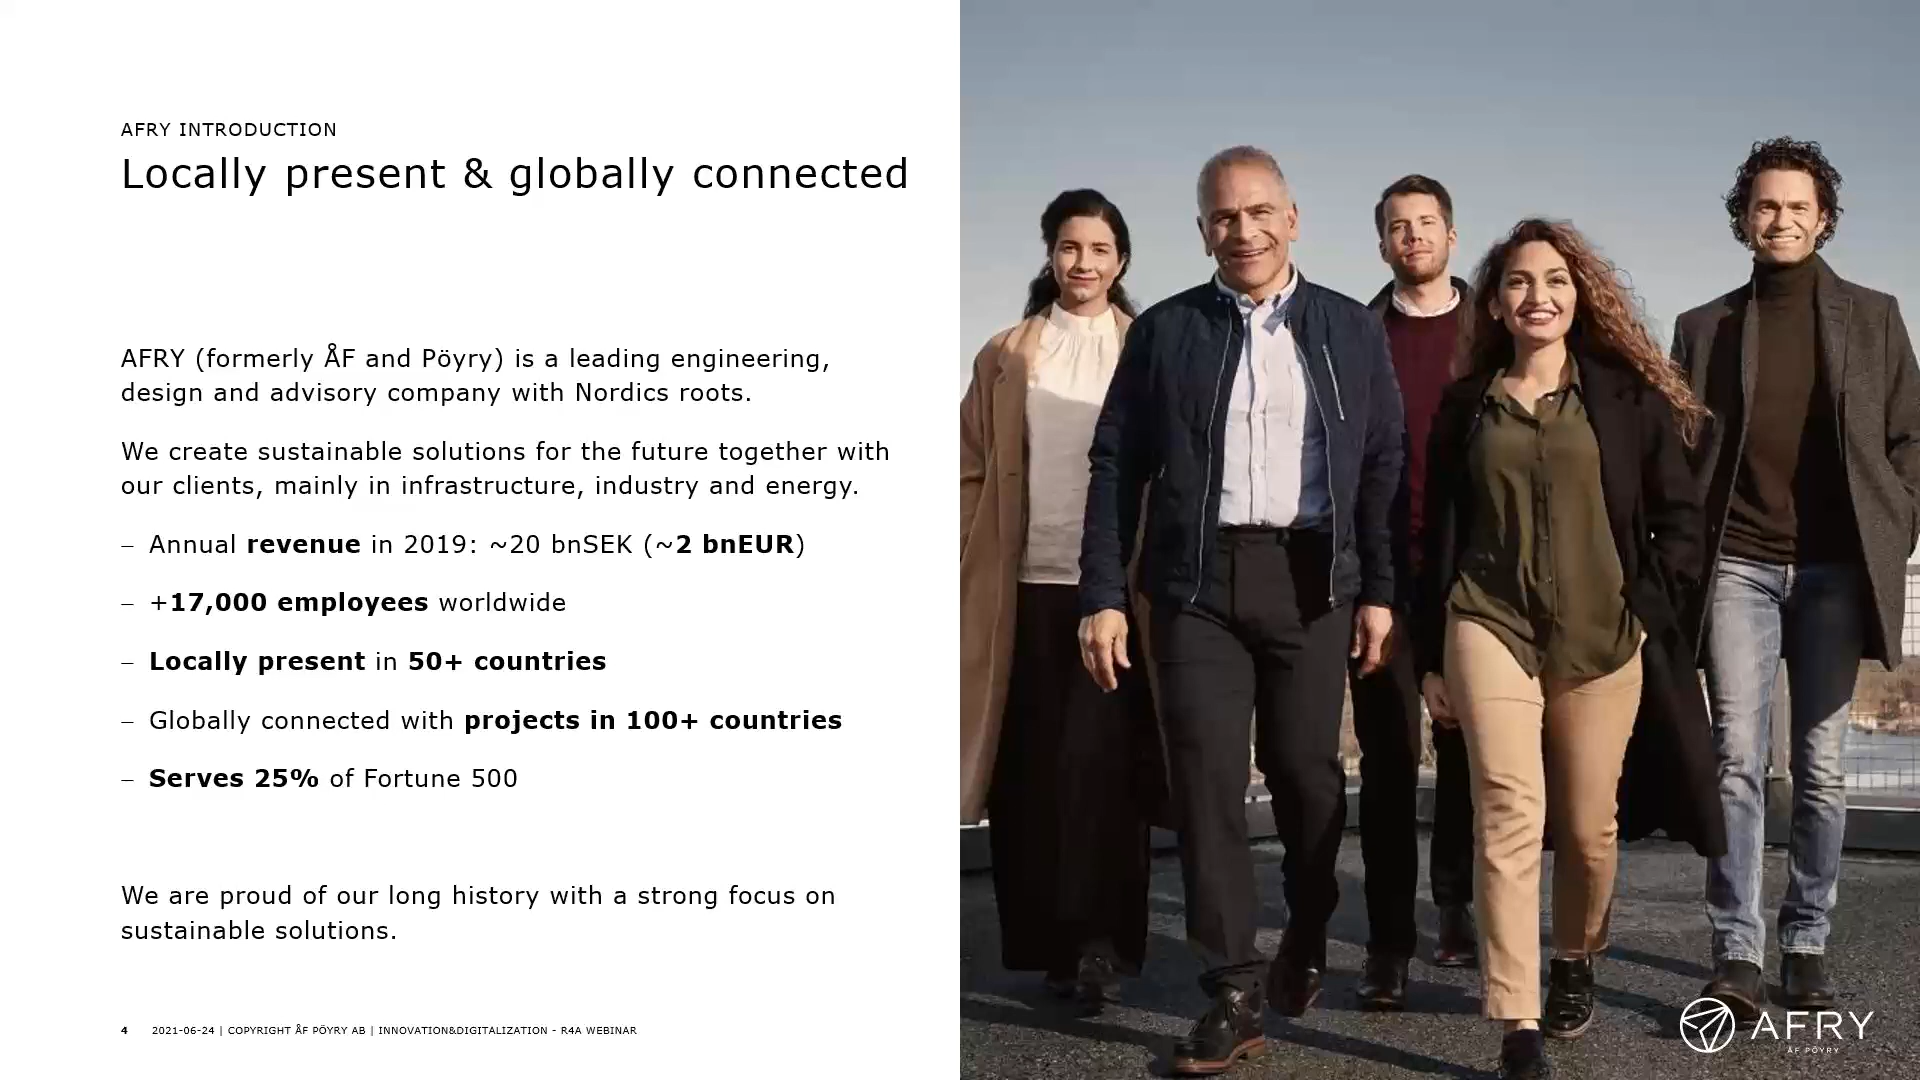 AFRY INTRODUCTION
Locally present & globally connected
AFRY (formerly ÅF and Pöyry) is a leading engineering,
design and advisory company with Nordics roots.
We create sustainable solutions for the future together with
our clients, mainly in infrastructure, industry and energy.
– Annual revenue in 2019: ~20 bnSEK (~2 bnEUR)
– +17,000 employees worldwide
– Locally present in 50+ countries
– Globally connected with projects in 100+ countries
– Serves 25% of Fortune 500
We are proud of our long history with a strong focus on
sustainable solutions.
4 2021-06-24 | COPYRIGHT ÅF PÖYRY AB | INNOVATION&DIGITALIZATION - R4A WEBINAR
AFRY
ÅF PÖYRY